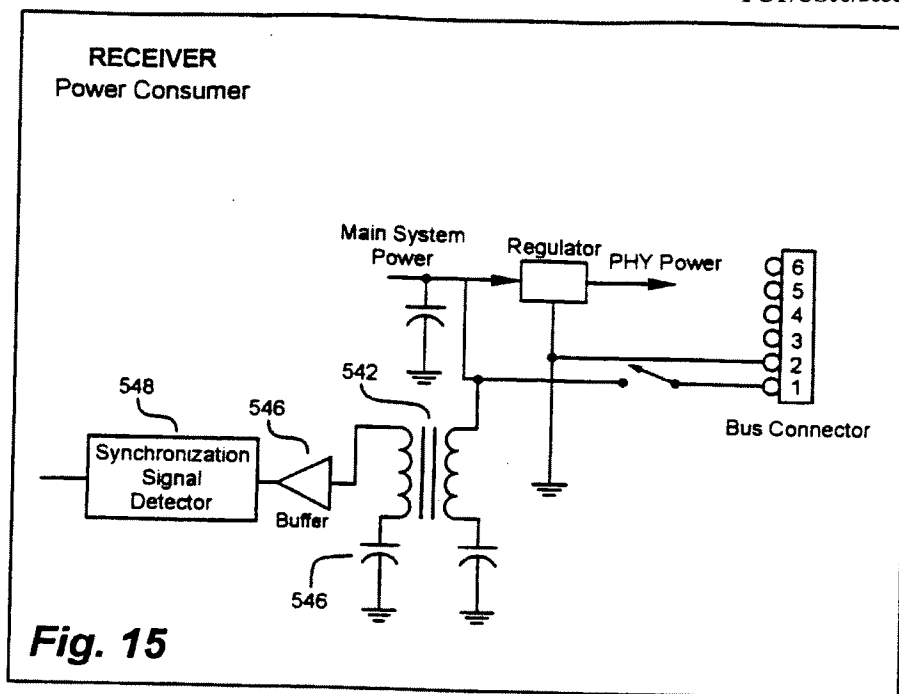 RECEIVER
Power Consumer
Main System
Power
Regulator
PHY Power
6
5
4
3
2
1
Bus Connector
542
548
546
Synchronization
Signal
Detector
Buffer
546
Fig. 15